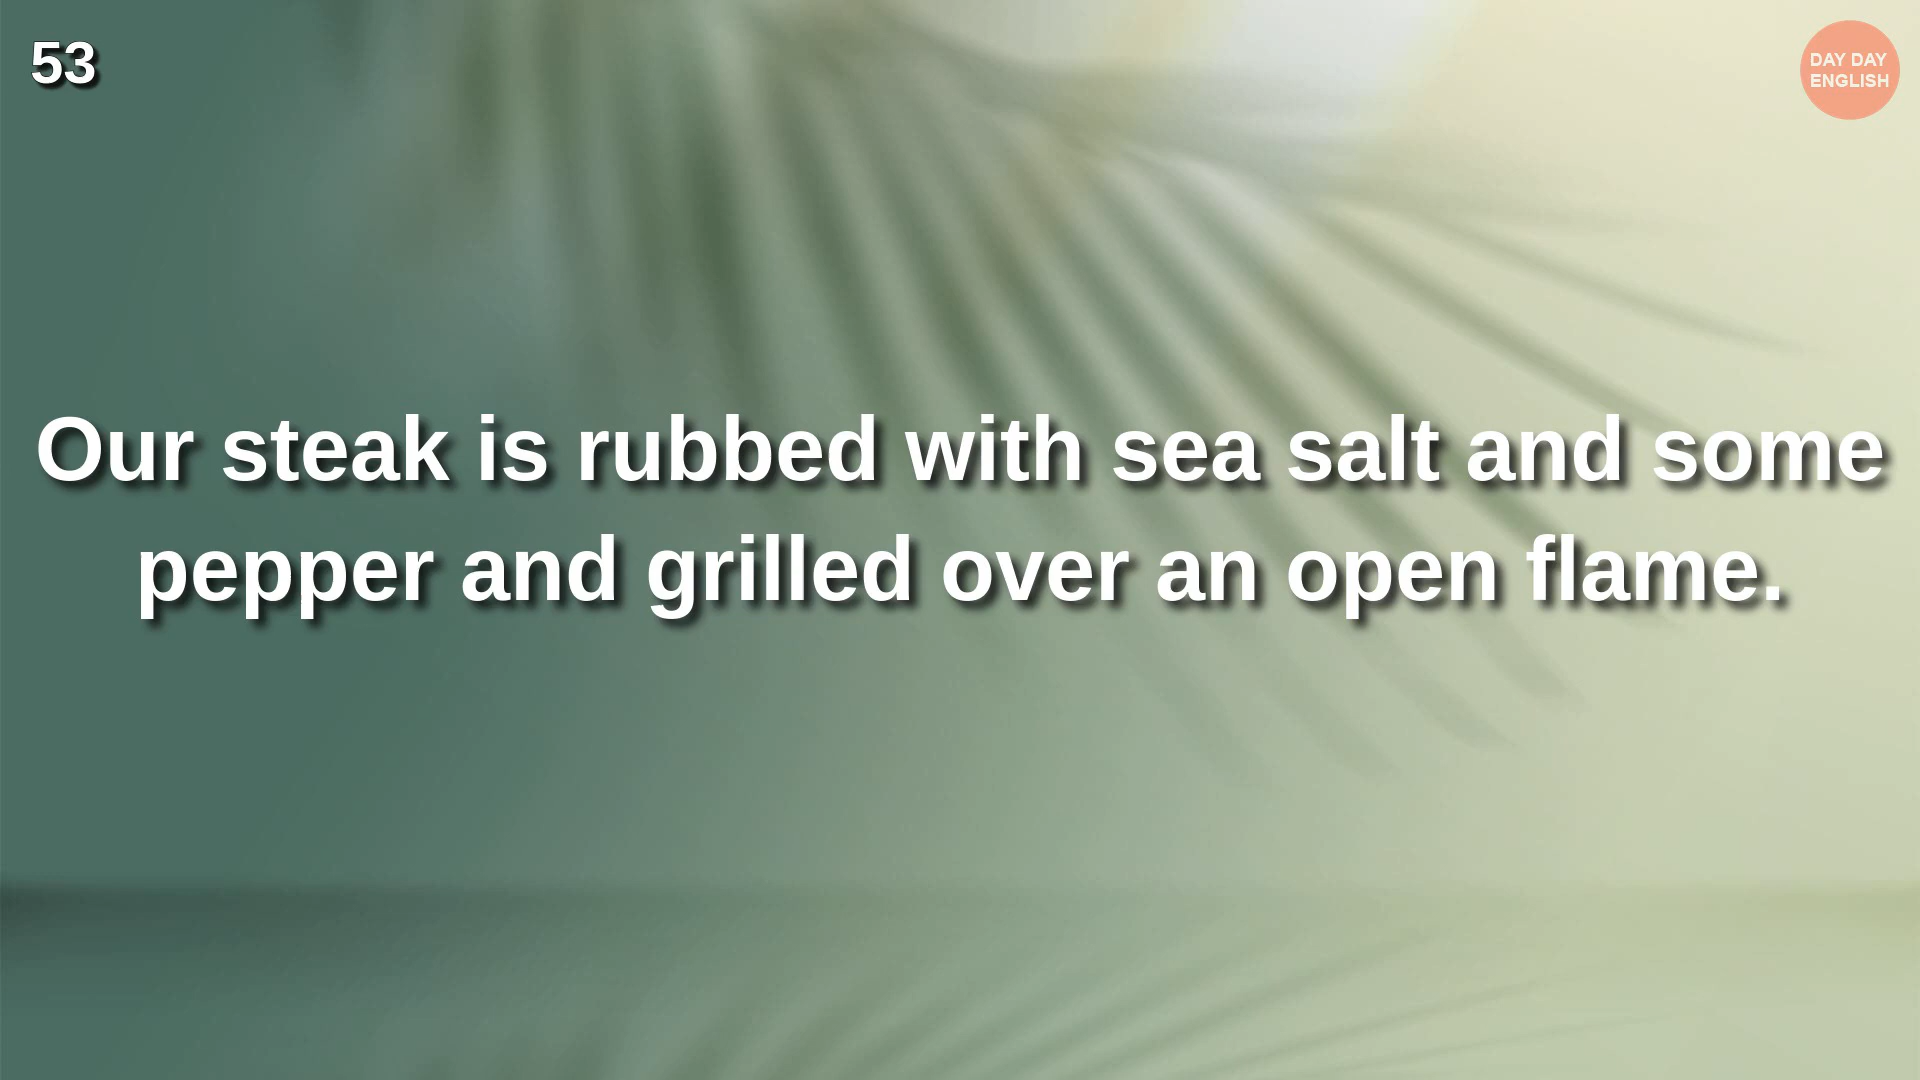 53
DAY DAY
ENGLISH
Our steak is rubbed with sea salt and some
pepper and grilled over an open flame.